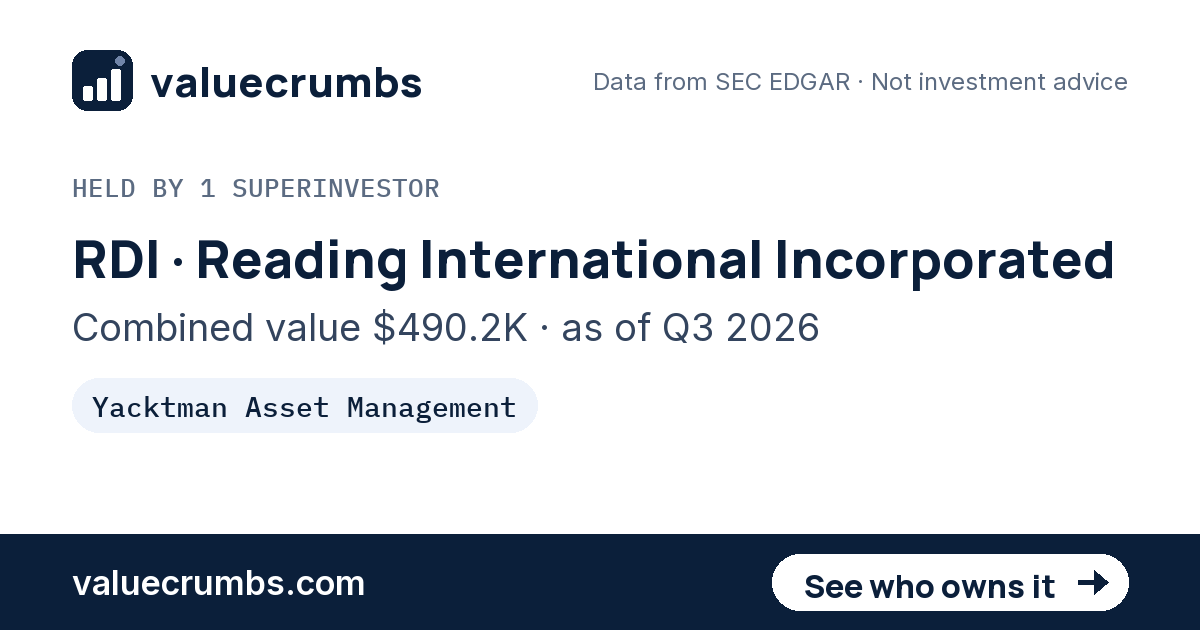 valuecrumbs
Data from SEC EDGAR · Not investment advice
HELD BY 1 SUPERINVESTOR
RDI · Reading International Incorporated
Combined value $490.2K · as of Q3 2026
Yacktman Asset Management
valuecrumbs.com
See who owns it →